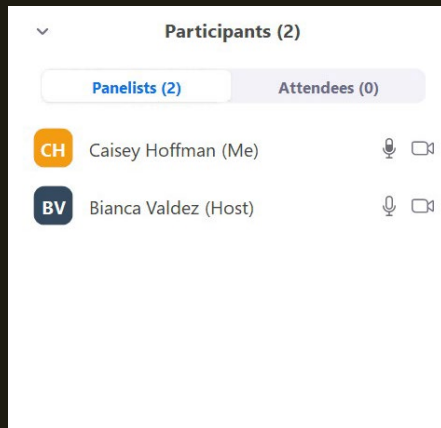 Participants (2)
Panelists (2) Attendees (0)
CH Caisey Hoffman (Me)
BV Bianca Valdez (Host)